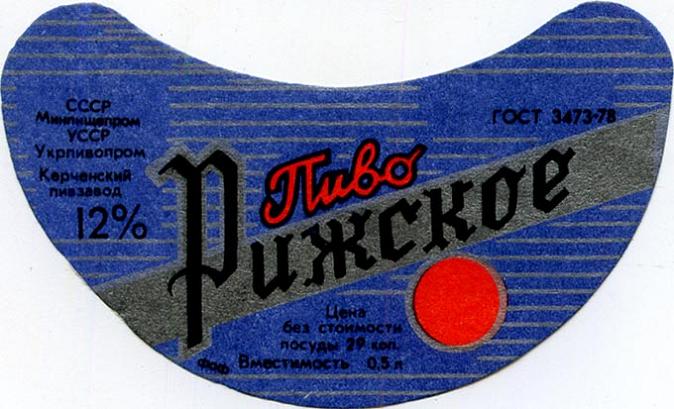 СССР
Минпищепром
УССР
Укрпивопром
Керченский
пивзавод
12%
ГОСТ 3473-78
Пиво
Рижское
Цена
без стоимости
посуды 29 коп.
Вместимость 0,5 л